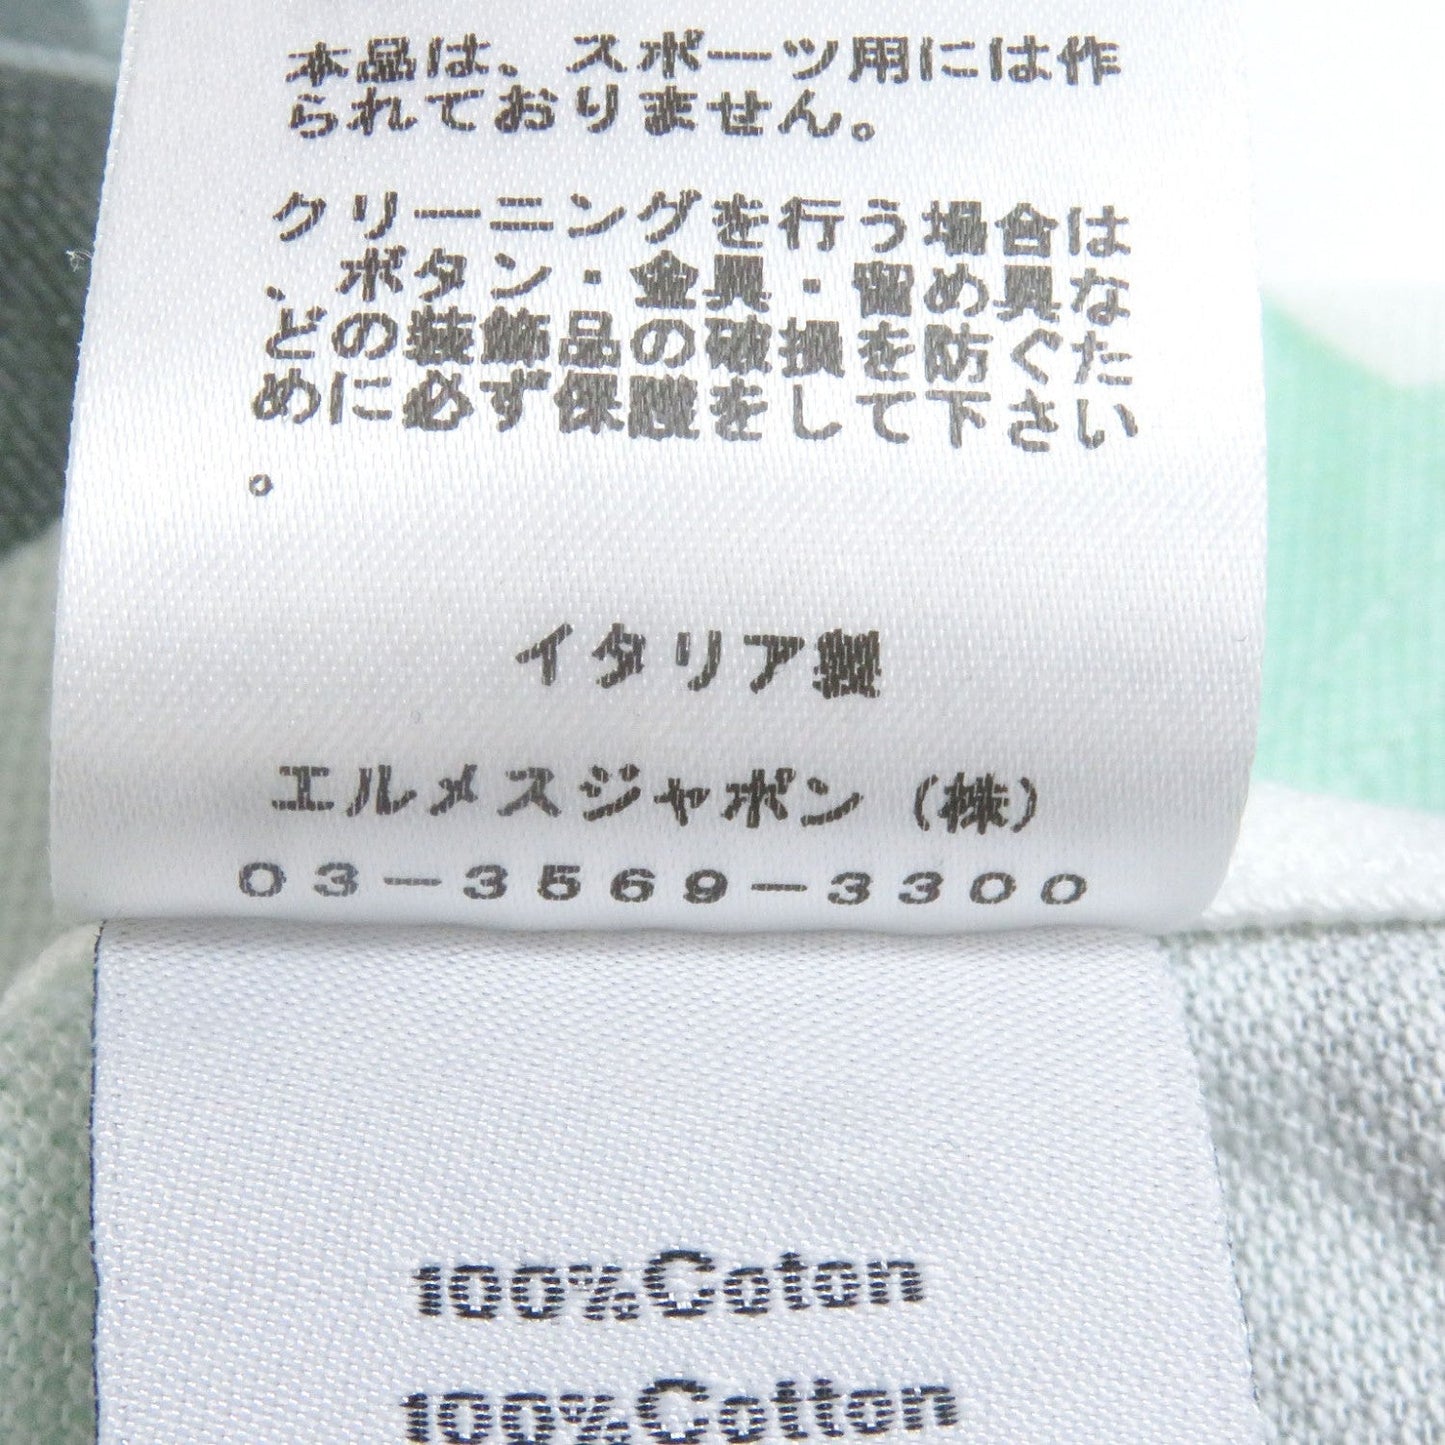 本品は、スポーツ用には作
られておりません。
クリーニングを行う場合は
、ボタン・金具・留め具な
どの装飾品の破損を防ぐた
めに必ず保護をして下さい
。
イタリア製
エルメスジャポン（株）
０３－３５６９－３３００
100%Coton
100%Cotton